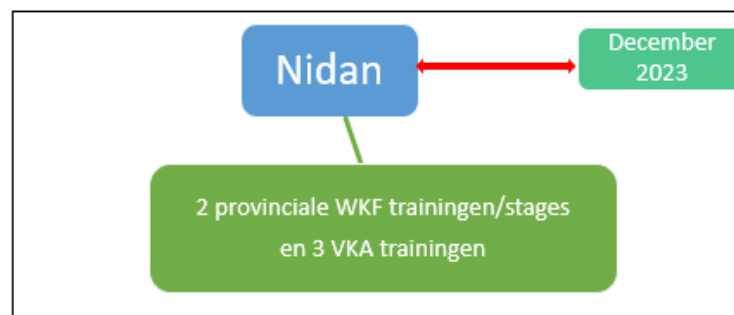 Nidan
December
2023
2 provinciale WKF trainingen/stages
en 3 VKA trainingen